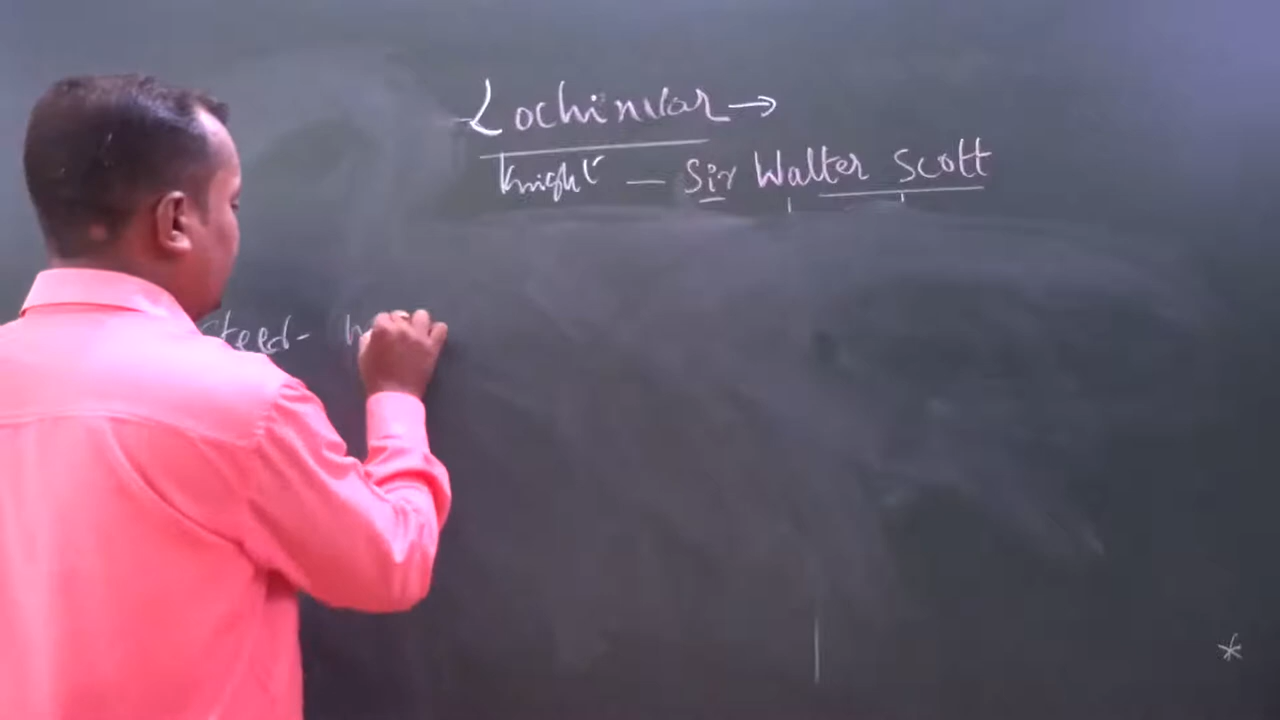 Lochinvar →
Knight — Sir Walter Scott
Steed -
*